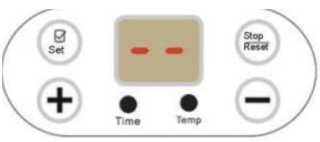 Set
Stop
Reset
- -
+
Time
Temp
-